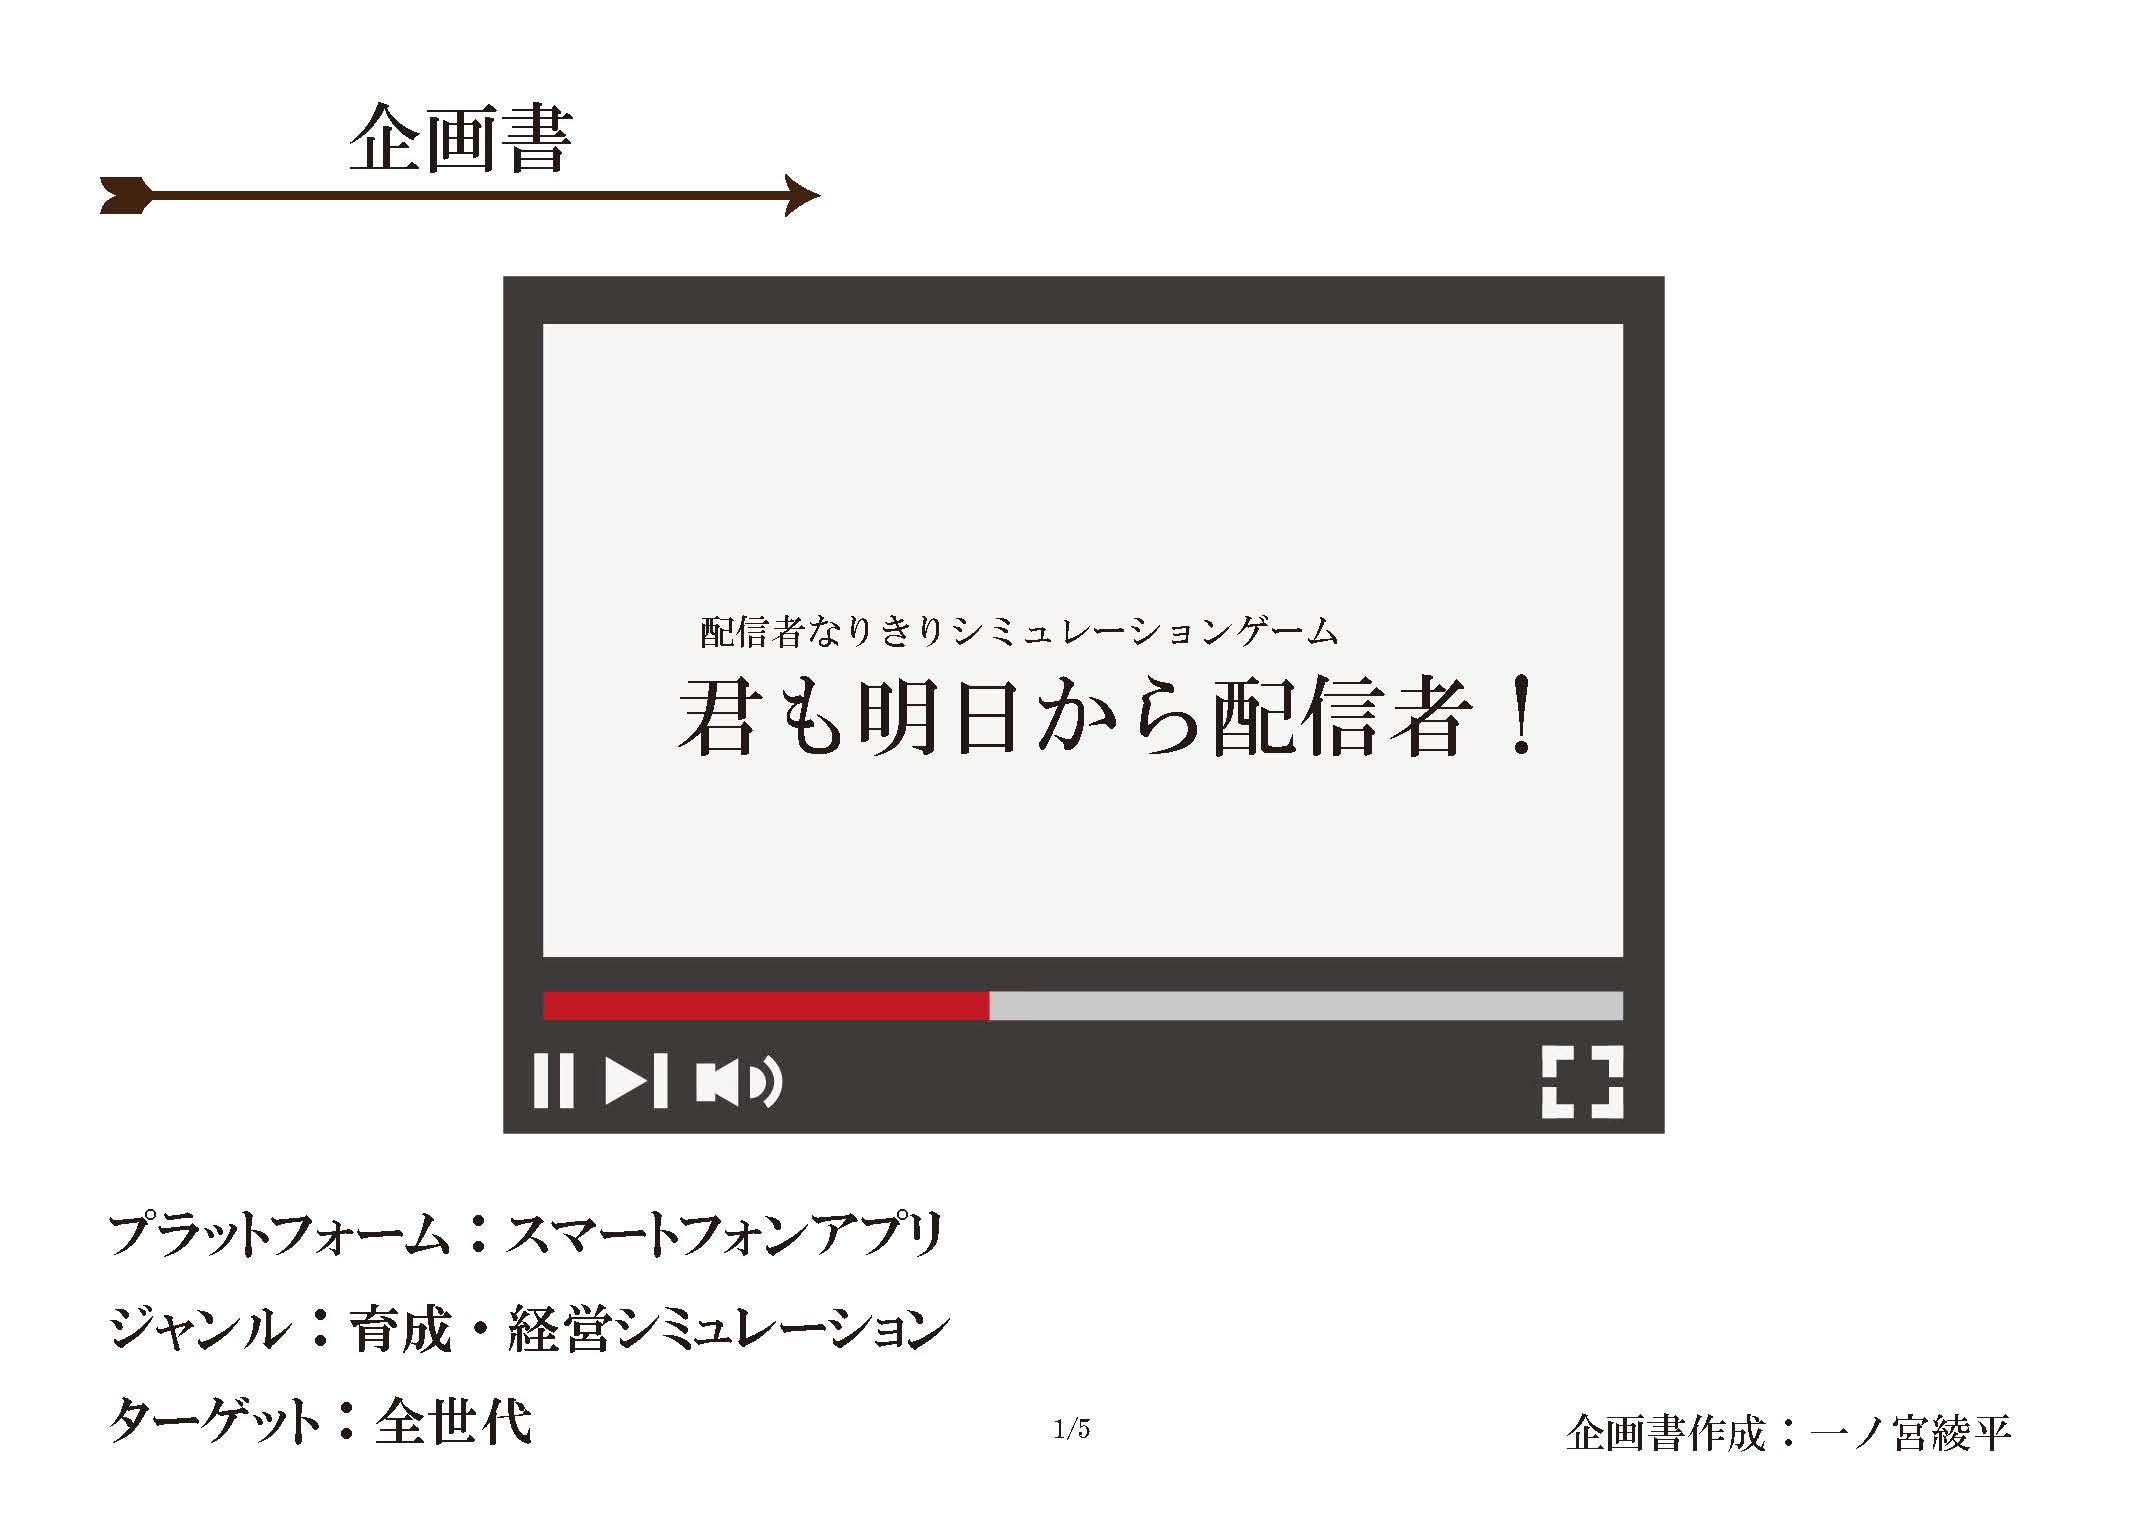 企画書
配信者なりきりシミュレーションゲーム
君も明日から配信者！
プラットフォーム：スマートフォンアプリ
ジャンル：育成・経営シミュレーション
ターゲット：全世代
1/5
企画書作成：一ノ宮綾平